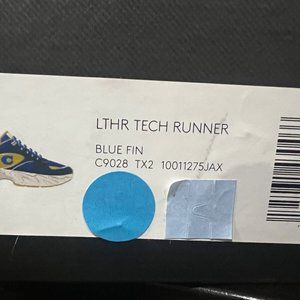 LTHR TECH RUNNER
BLUE FIN
C9028 TX2 10011275JAX